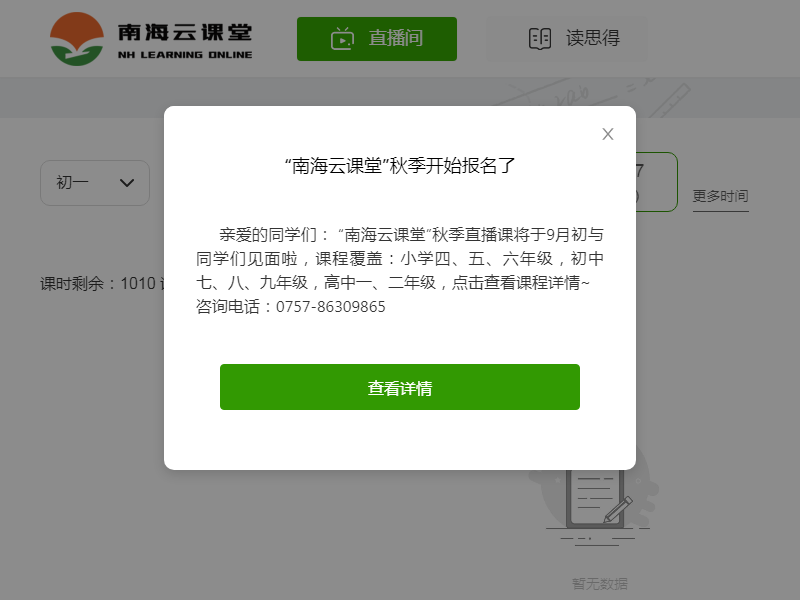 南海云课堂
NH LEARNING ONLINE
直播间
读思得
“南海云课堂”秋季开始报名了
初一
7
)
更多时间
亲爱的同学们：“南海云课堂”秋季直播课将于9月初与
同学们见面啦，课程覆盖：小学四、五、六年级，初中
七、八、九年级，高中一、二年级，点击查看课程详情~
咨询电话：0757-86309865
课时剩余：1010
查看详情
暂无数据